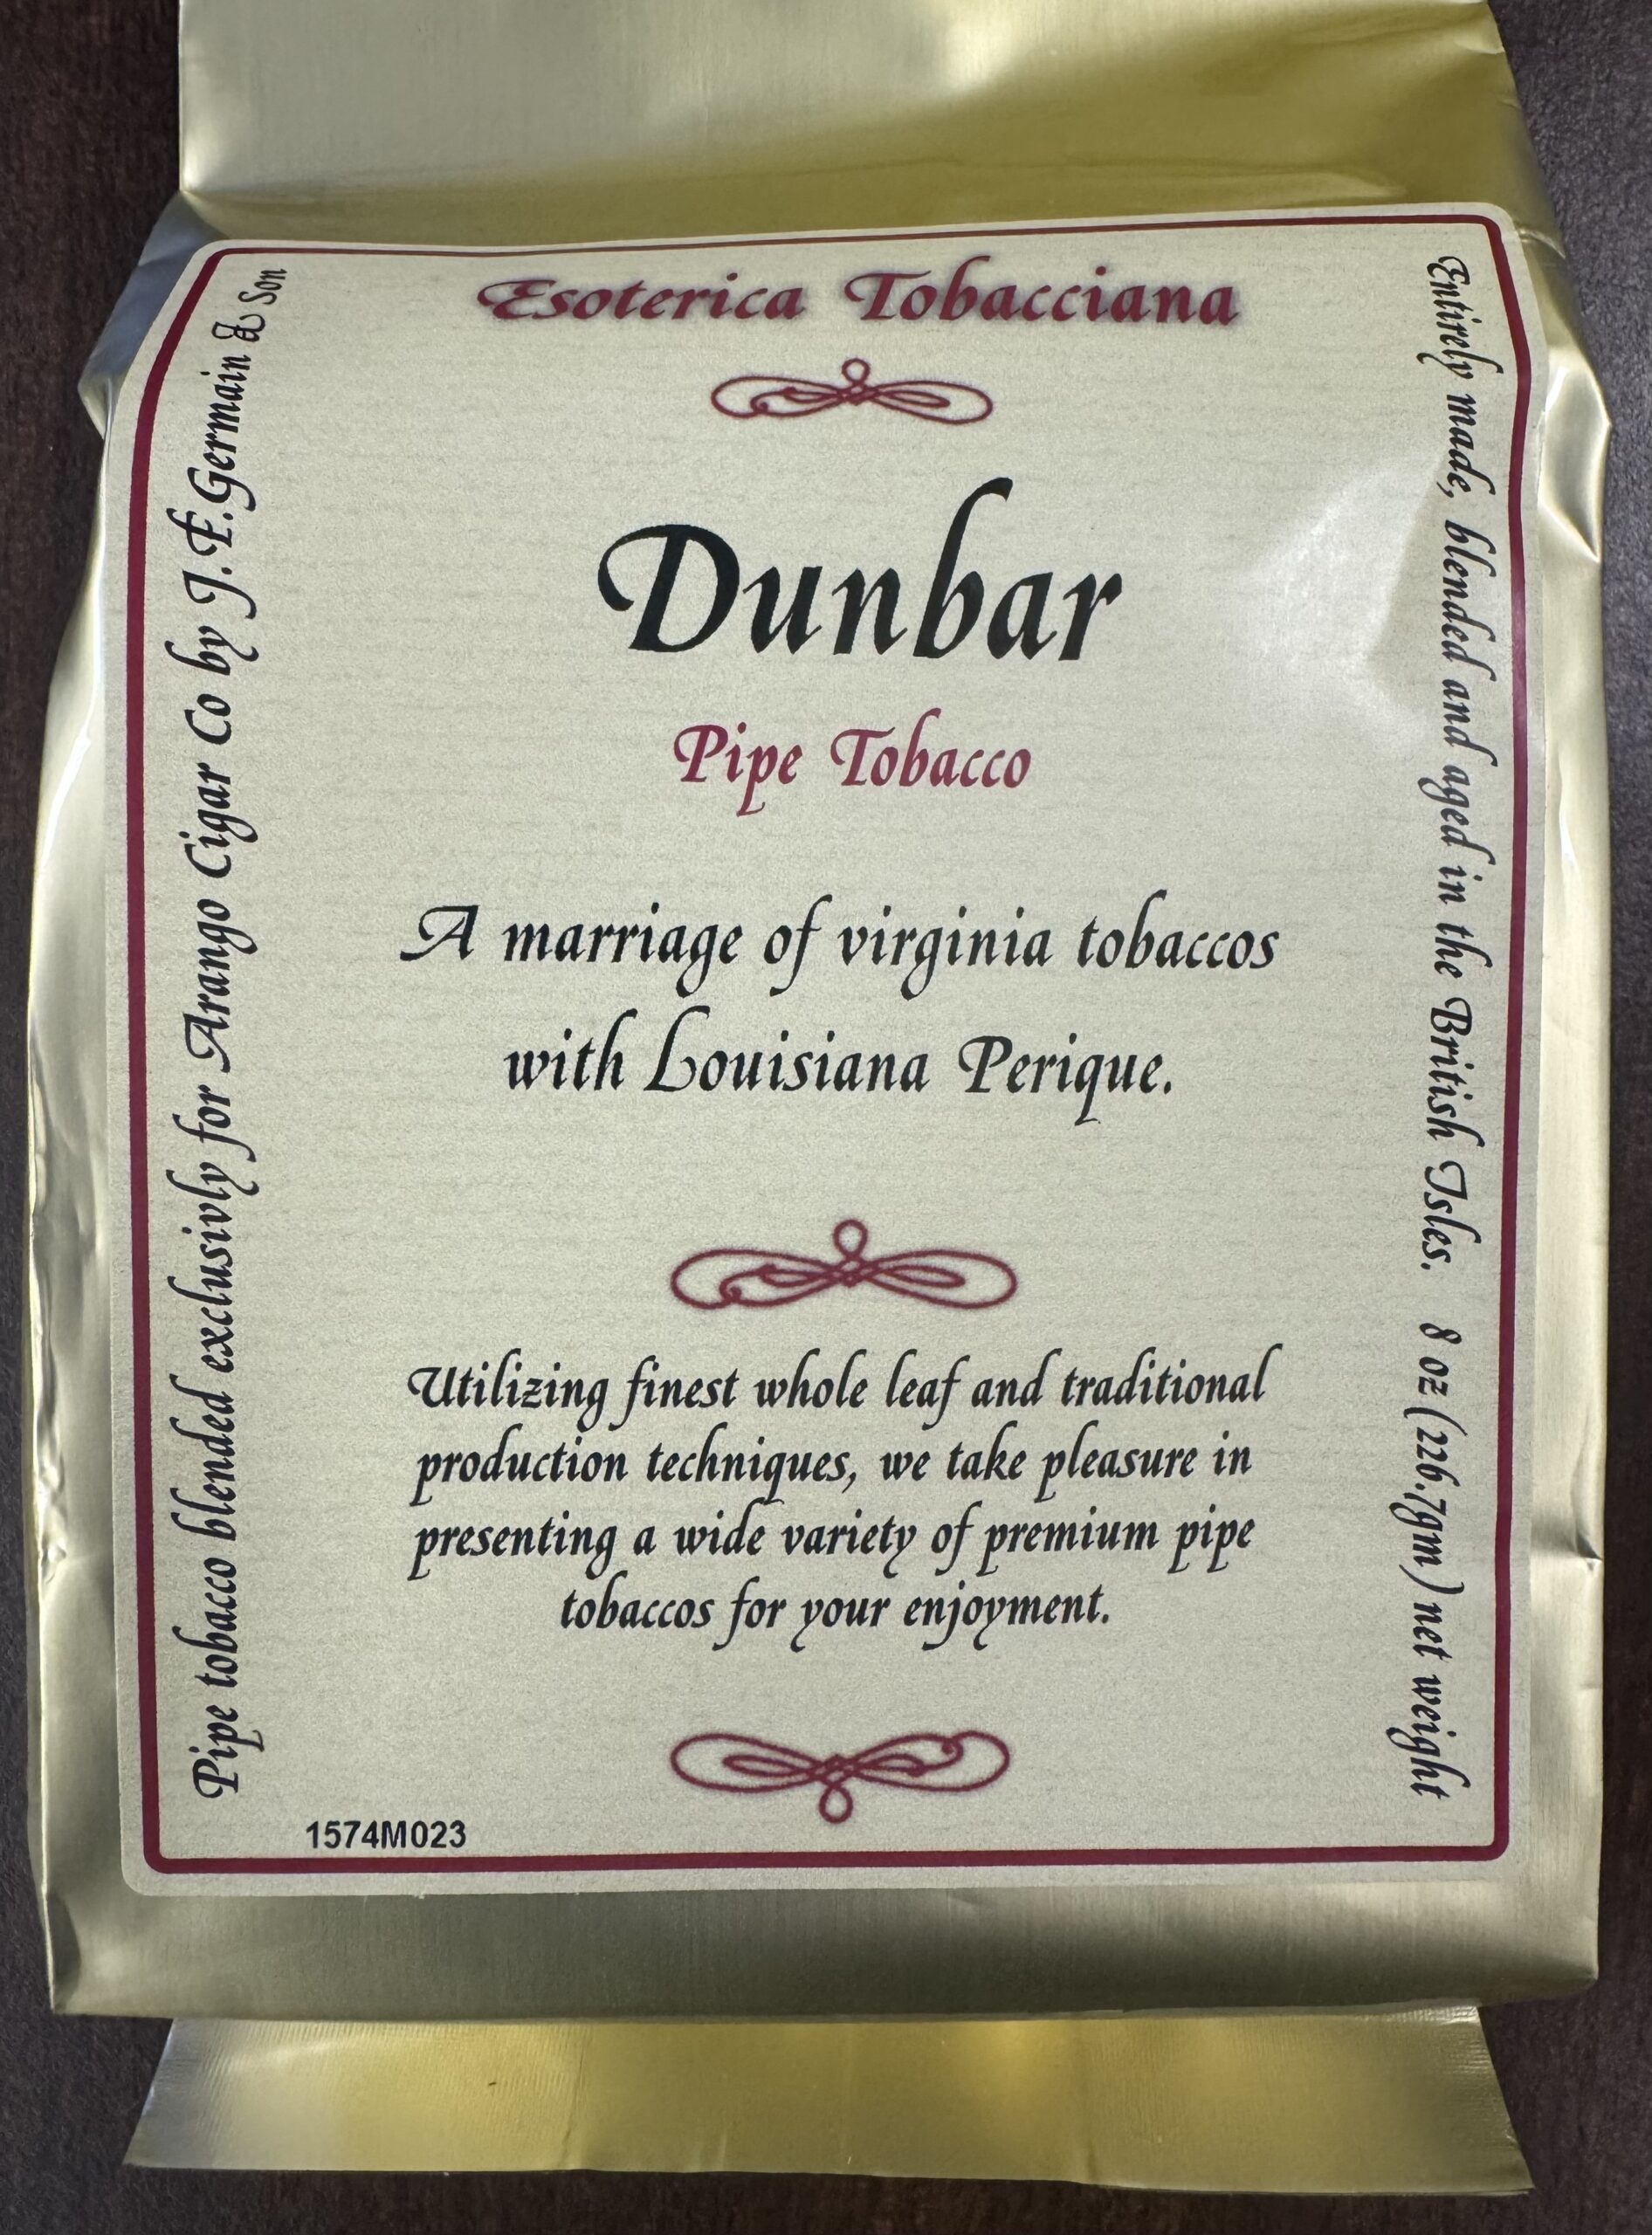 Esoterica Tobacciana
Dunbar
Pipe Tobacco
A marriage of virginia tobaccos
with Louisiana Perique.
Utilizing finest whole leaf and traditional
production techniques, we take pleasure in
presenting a wide variety of premium pipe
tobaccos for your enjoyment.
1574M023
Pipe tobacco blended exclusivly for Arango Cigar Co by J.F.Germain & Son
Entirely made, blended and aged in the British Isles. 8 oz (226.7gm) net weight